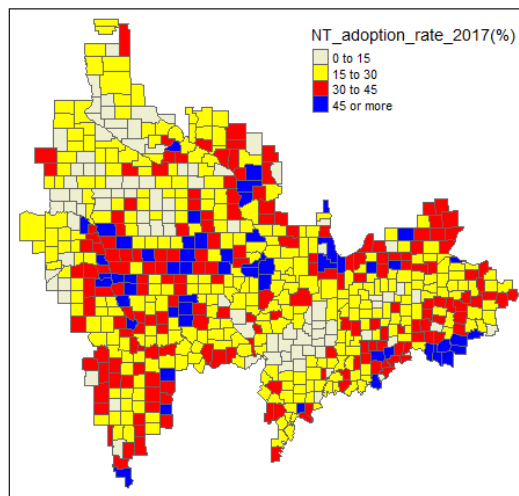 NT_adoption_rate_2017(%)
0 to 15
15 to 30
30 to 45
45 or more